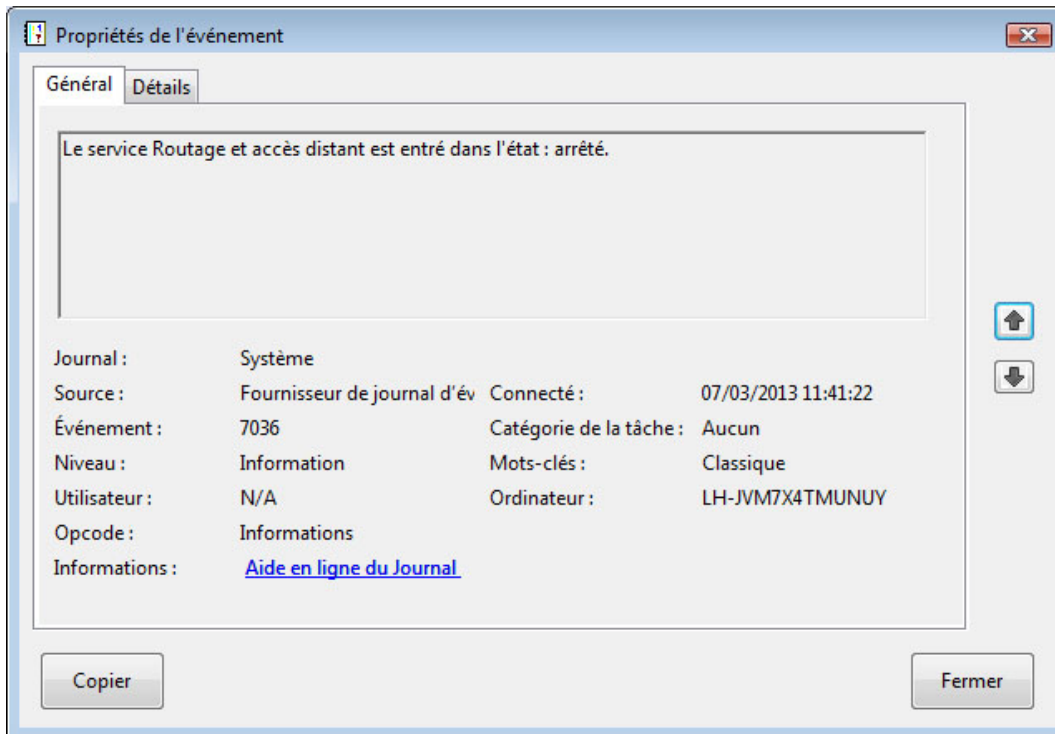 Propriétés de l'événement
Général Détails
Le service Routage et accès distant est entré dans l'état : arrêté.
Journal : Système
Source : Fournisseur de journal d'év Connecté : 07/03/2013 11:41:22
Événement : 7036 Catégorie de la tâche : Aucun
Niveau : Information Mots-clés : Classique
Utilisateur : N/A Ordinateur : LH-JVM7X4TMUNUY
Opcode : Informations
Informations : Aide en ligne du Journal
Copier Fermer